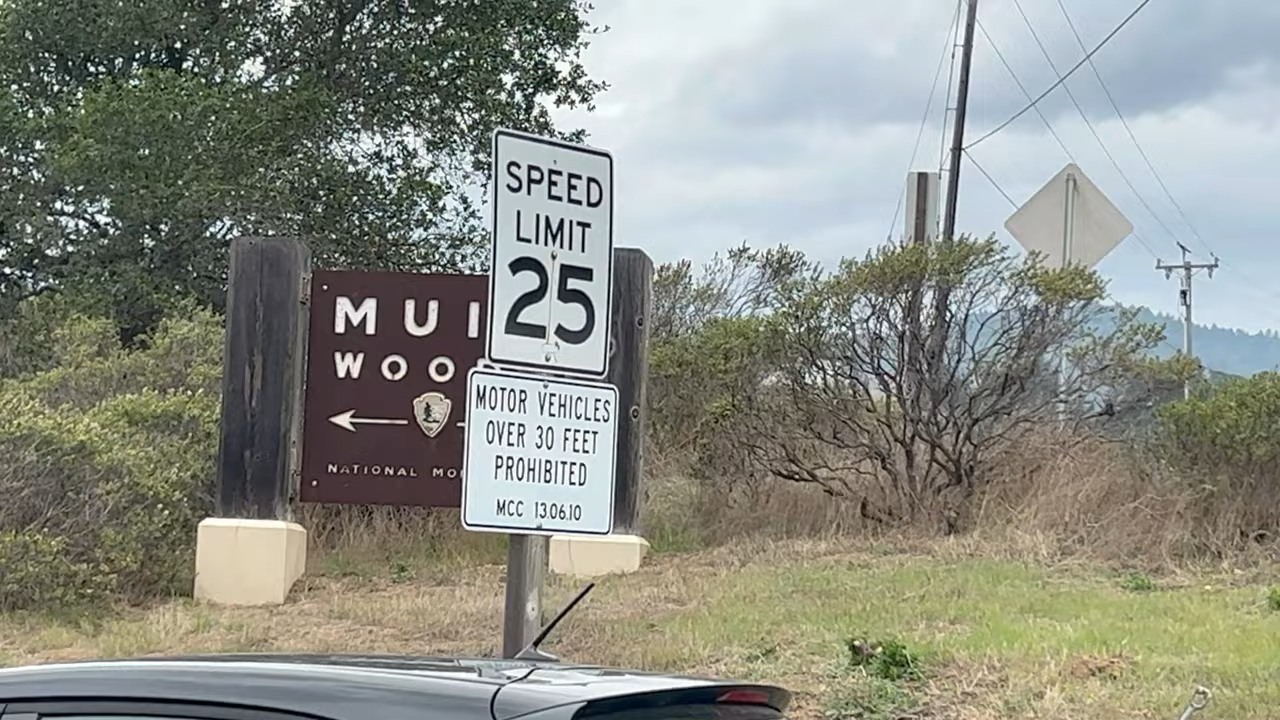 SPEED
LIMIT
25
MOTOR VEHICLES
OVER 30 FEET
PROHIBITED
MCC 13.06.10
MUI
WOO
NATIONAL MO